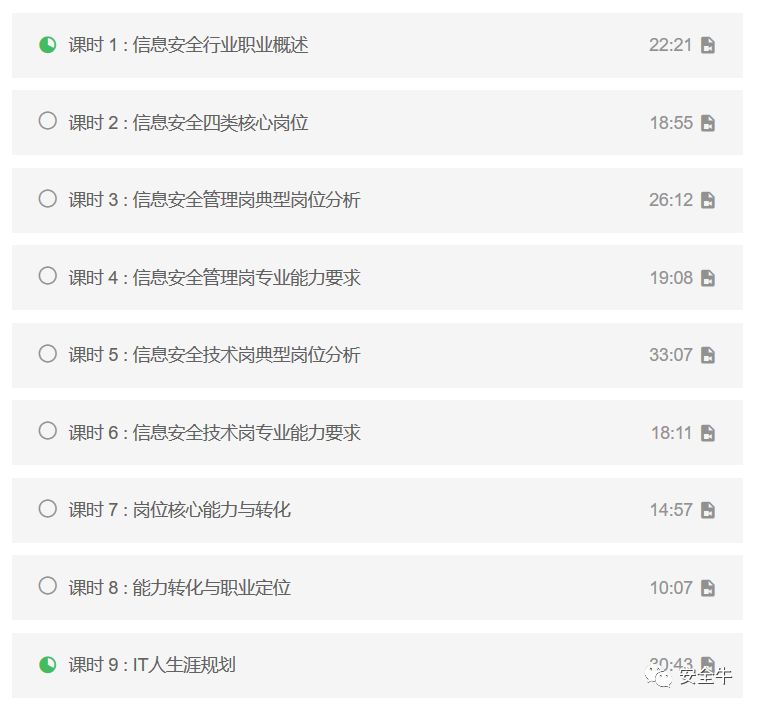 课时 1 : 信息安全行业职业概述 22:21
课时 2 : 信息安全四类核心岗位 18:55
课时 3 : 信息安全管理岗典型岗位分析 26:12
课时 4 : 信息安全管理岗专业能力要求 19:08
课时 5 : 信息安全技术岗典型岗位分析 33:07
课时 6 : 信息安全技术岗专业能力要求 18:11
课时 7 : 岗位核心能力与转化 14:57
课时 8 : 能力转化与职业定位 10:07
课时 9 : IT人生涯规划 30:43
安全牛